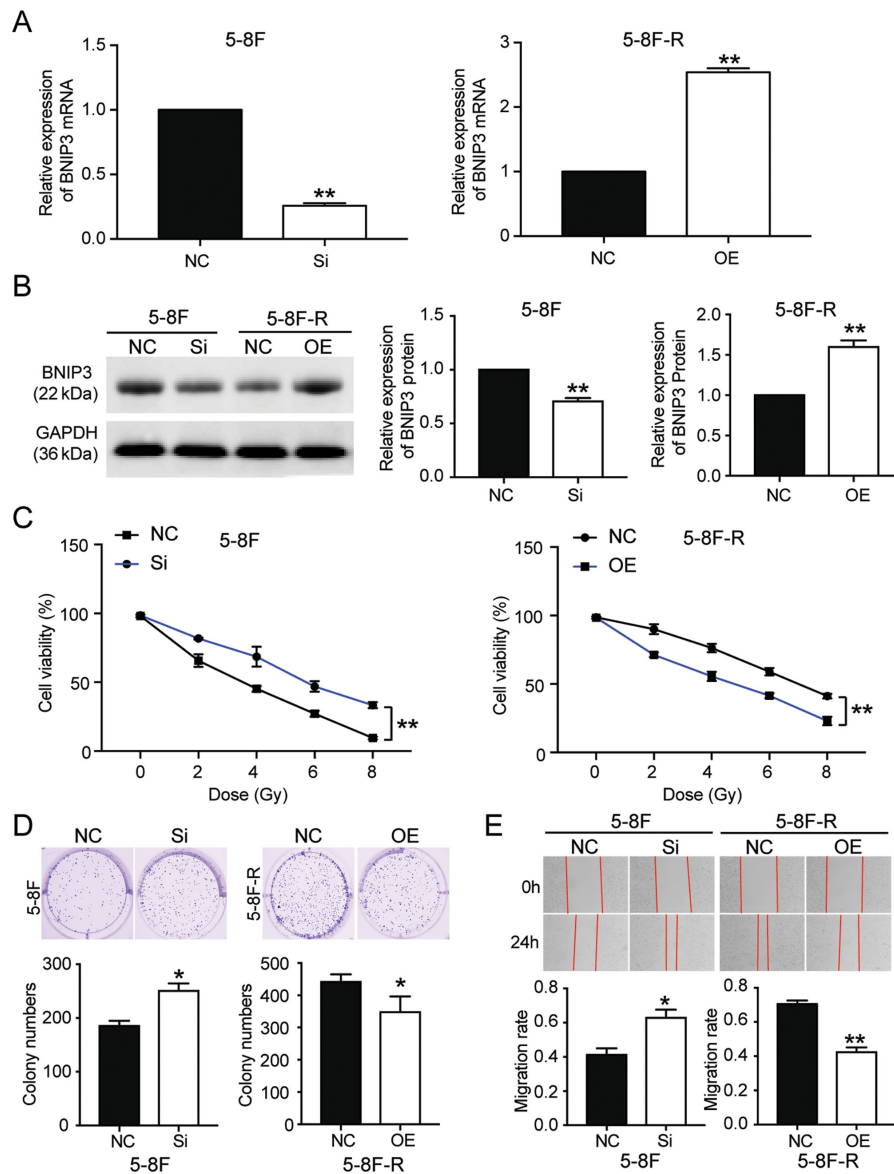 A
5-8F
Relative expression
of BNIP3 mRNA
1.5
1.0
0.5
0.0
**
NC
Si
5-8F-R
Relative expression
of BNIP3 mRNA
3
2
1
0
**
NC
OE
B
5-8F
5-8F-R
NC
Si
NC
OE
BNIP3
(22 kDa)
GAPDH
(36 kDa)
5-8F
Relative expression
of BNIP3 protein
1.5
1.0
0.5
0.0
**
NC
Si
5-8F-R
Relative expression
of BNIP3 Protein
2.0
1.5
1.0
0.5
0.0
**
NC
OE
C
NC
Si
5-8F
Cell viability (%)
150
100
50
0
**
0 2 4 6 8
Dose (Gy)
NC
OE
5-8F-R
Cell viability (%)
150
100
50
0
**
0 2 4 6 8
Dose (Gy)
D
NC
Si
5-8F
NC
OE
5-8F-R
Colony numbers
300
200
100
0
*
NC
Si
5-8F
Colony numbers
500
400
300
200
100
0
*
NC
OE
5-8F-R
E
5-8F
5-8F-R
NC
Si
NC
OE
0h
24h
Migration rate
0.8
0.6
0.4
0.2
0.0
*
NC
Si
5-8F
Migration rate
0.8
0.6
0.4
0.2
0.0
**
NC
OE
5-8F-R